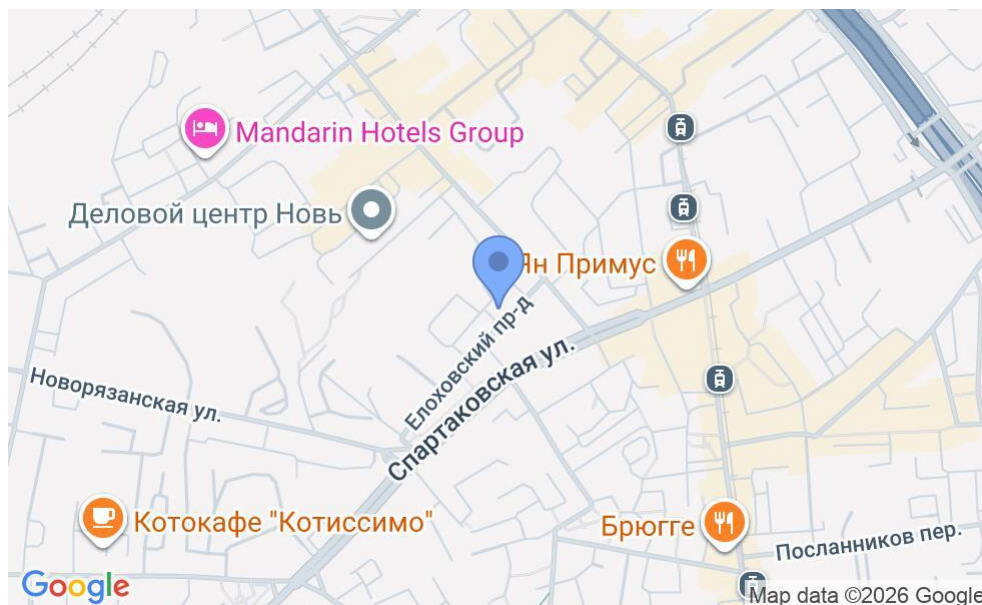 Mandarin Hotels Group
Деловой центр Новь
Ян Примус
Елоховский пр-д
Спартаковская ул.
Новорязанская ул.
Котокафе "Котиссимо"
Брюгге
Посланников пер.
Google
Map data ©2026 Google